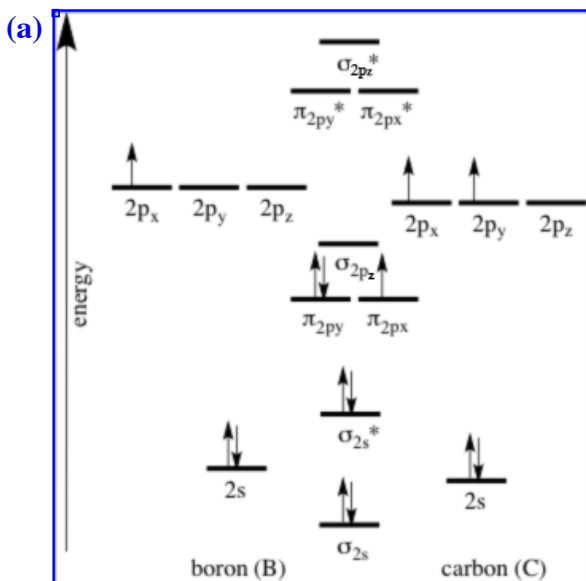 (a)
σ2pz*
π2py* π2px*
2px 2py 2pz
2px 2py 2pz
σ2pz
π2py π2px
energy
σ2s*
2s
2s
σ2s
boron (B) carbon (C)